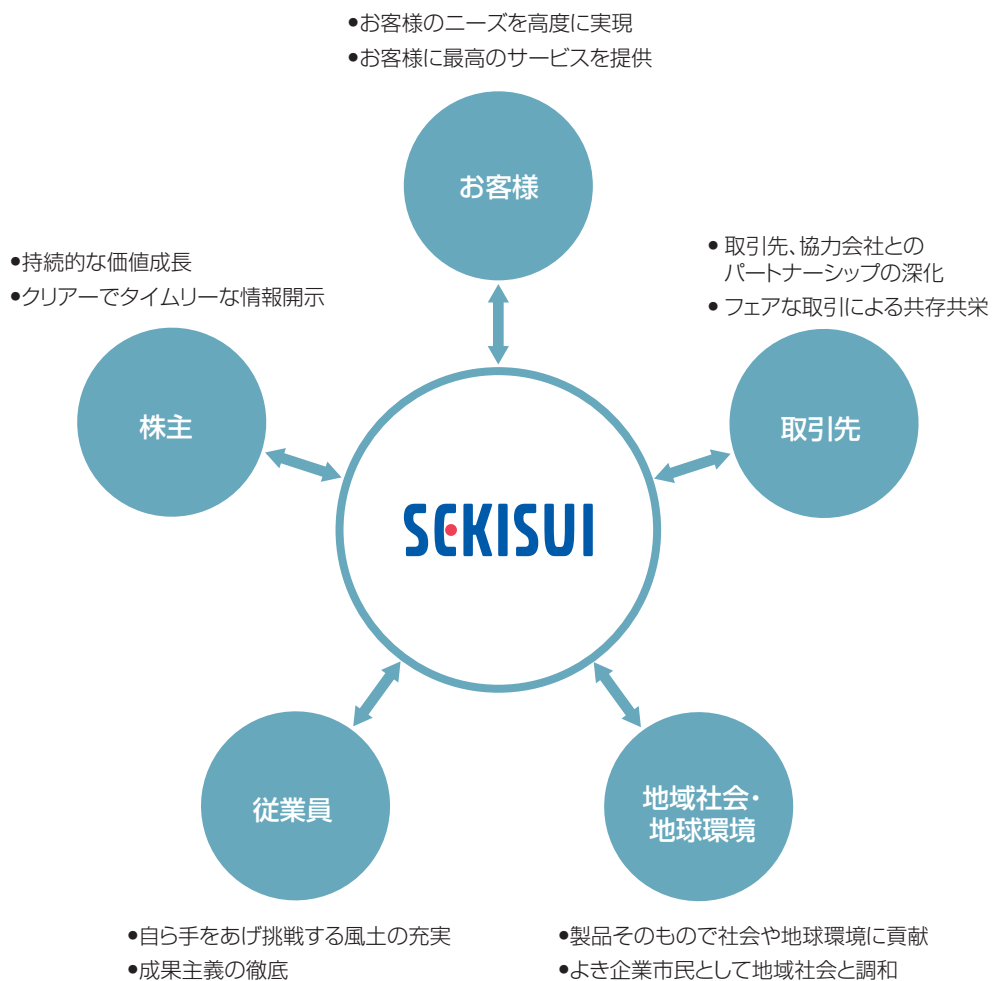 ●お客様のニーズを高度に実現
●お客様に最高のサービスを提供
お客様
●持続的な価値成長
●クリアーでタイムリーな情報開示
株主
●取引先、協力会社との
パートナーシップの深化
●フェアな取引による共存共栄
取引先
SEKISUI
従業員
●自ら手をあげ挑戦する風土の充実
●成果主義の徹底
地域社会・
地球環境
●製品そのもので社会や地球環境に貢献
●よき企業市民として地域社会と調和